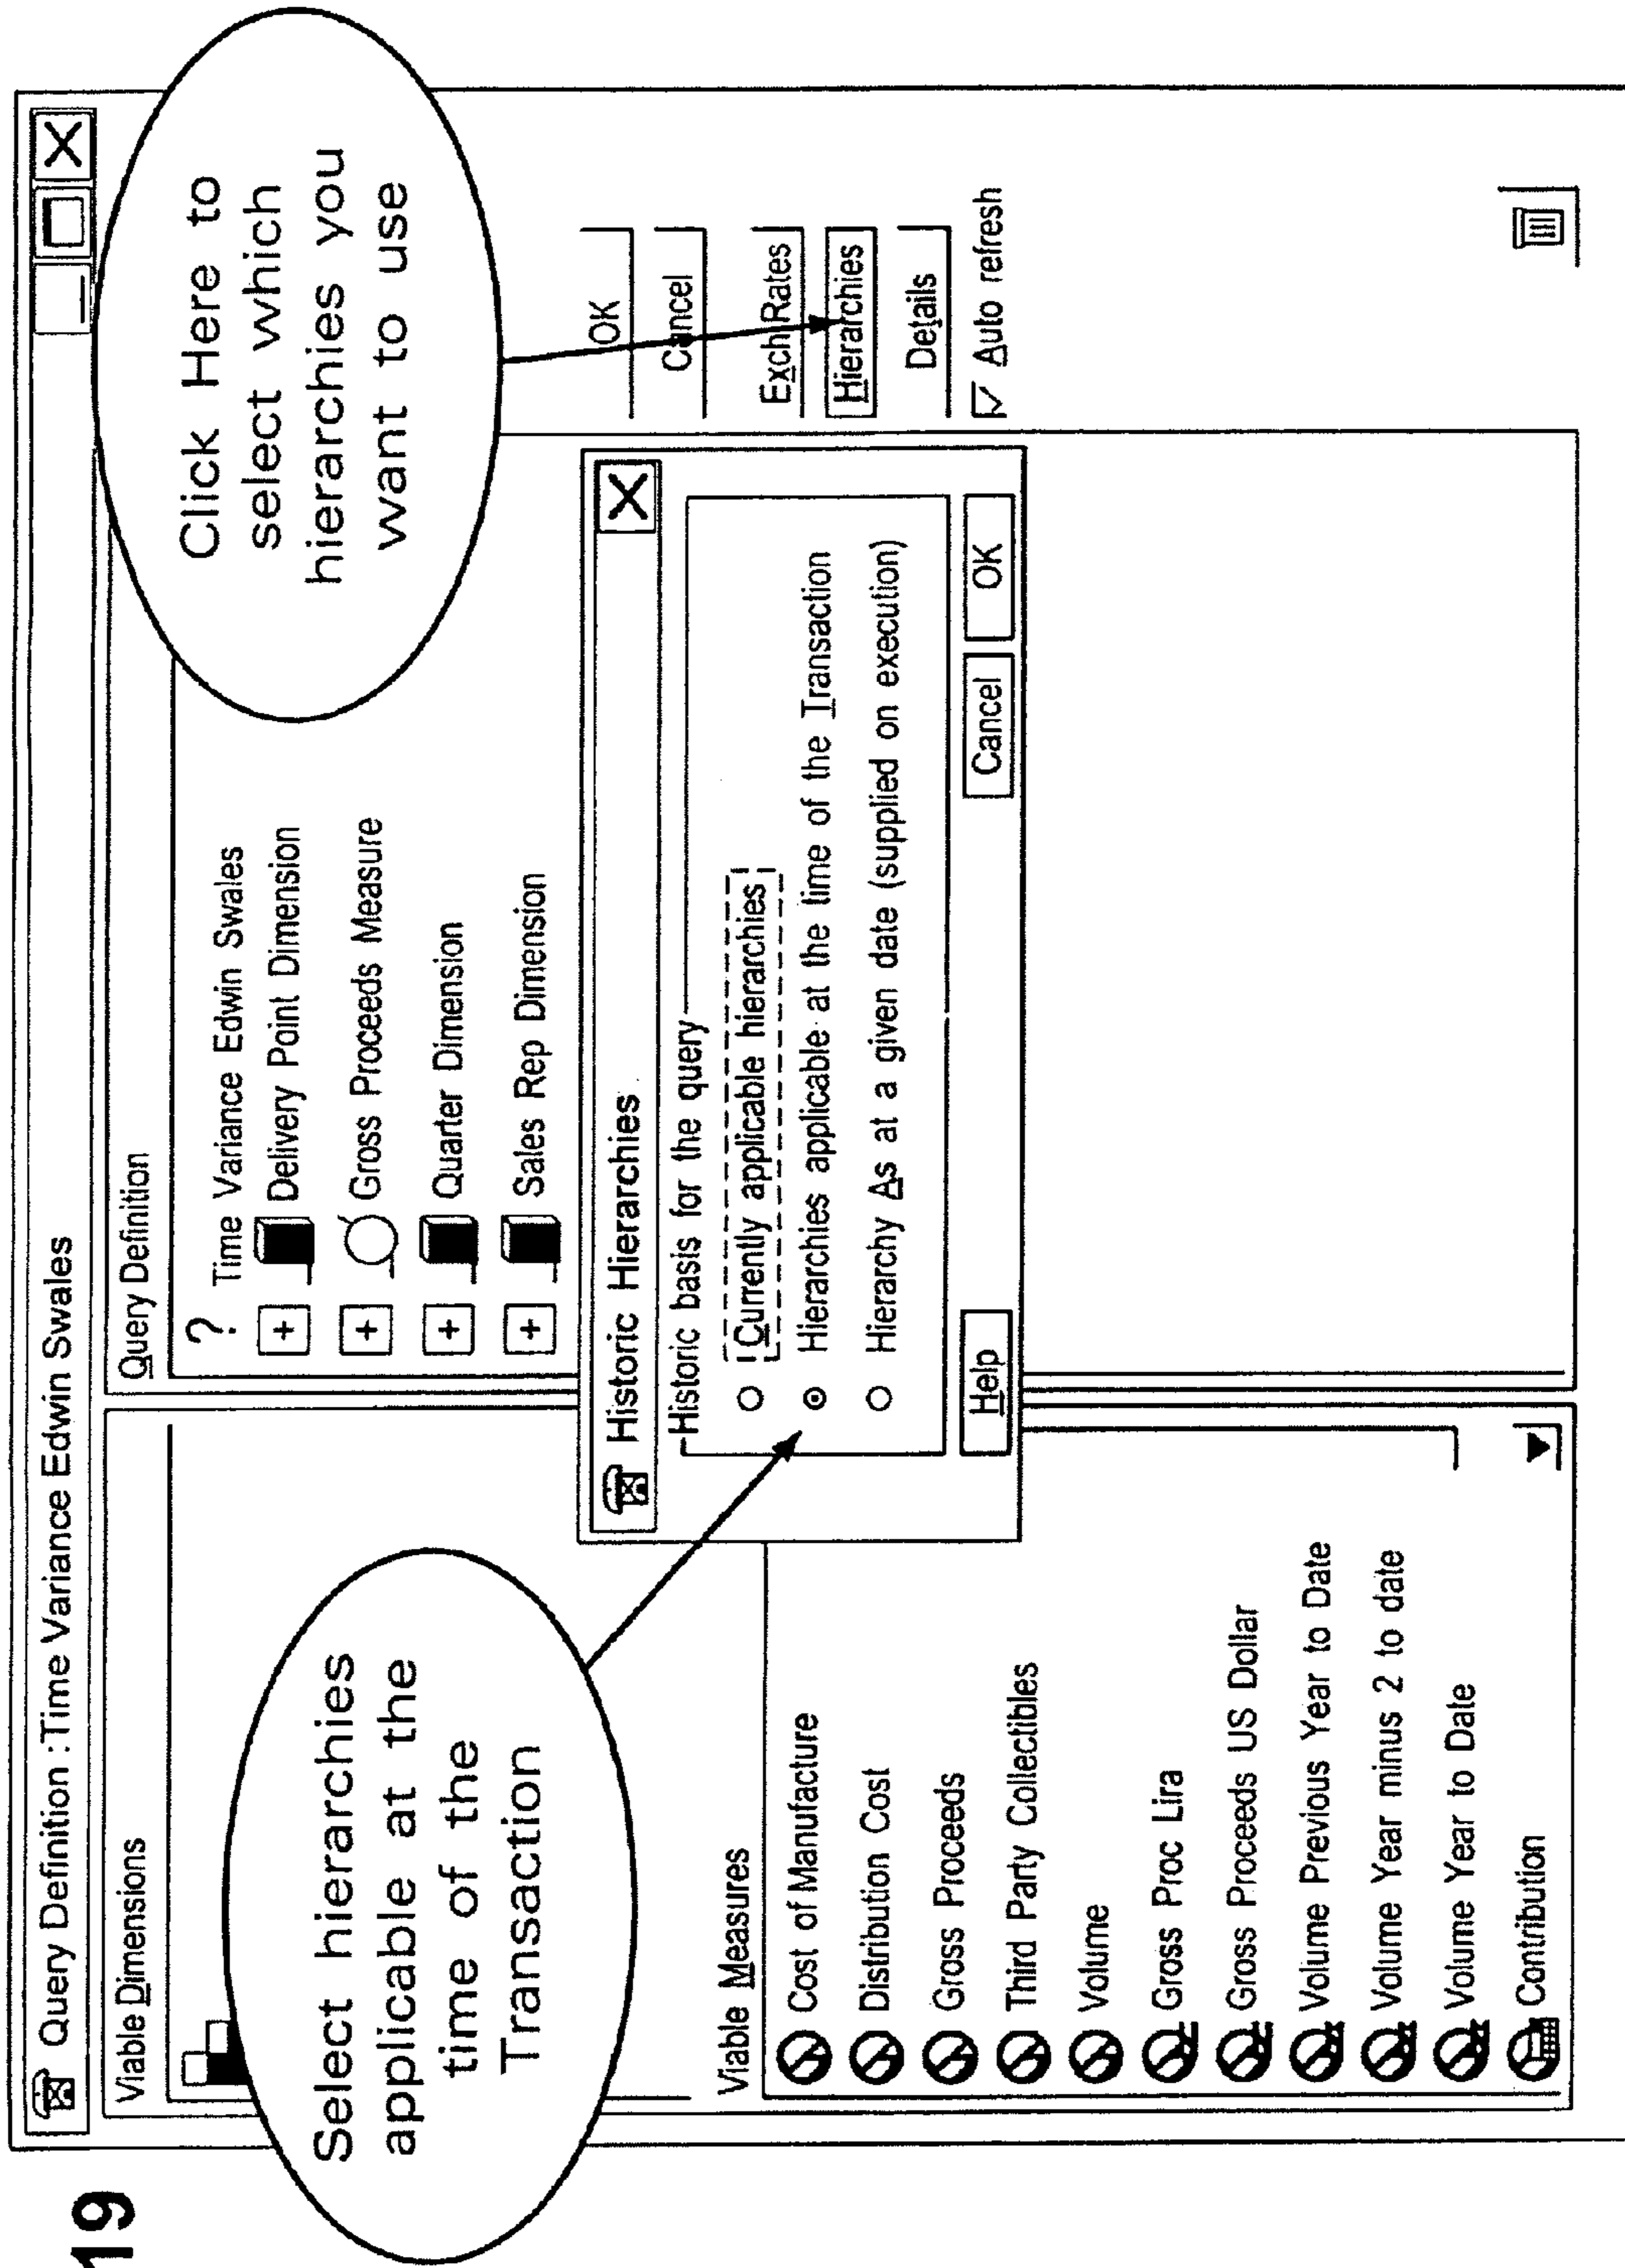 19
Query Definition :Time Variance Edwin Swales
Viable Dimensions
Select hierarchies
applicable at the
time of the
Transaction
Viable Measures
Cost of Manufacture
Distribution Cost
Gross Proceeds
Third Party Collectibles
Volume
Gross Proc Lira
Gross Proceeds US Dollar
Volume Previous Year to Date
Volume Year minus 2 to date
Volume Year to Date
Contribution
Query Definition
? Time Variance Edwin Swales
+ Delivery Point Dimension
+ Gross Proceeds Measure
+ Quarter Dimension
+ Sales Rep Dimension
Historic Hierarchies
Historic basis for the query
Currently applicable hierarchies
Hierarchies applicable at the time of the Transaction
Hierarchy As at a given date (supplied on execution)
Help
Cancel
OK
Click Here to
select which
hierarchies you
want to use
OK
Cancel
Exch Rates
Hierarchies
Details
Auto refresh